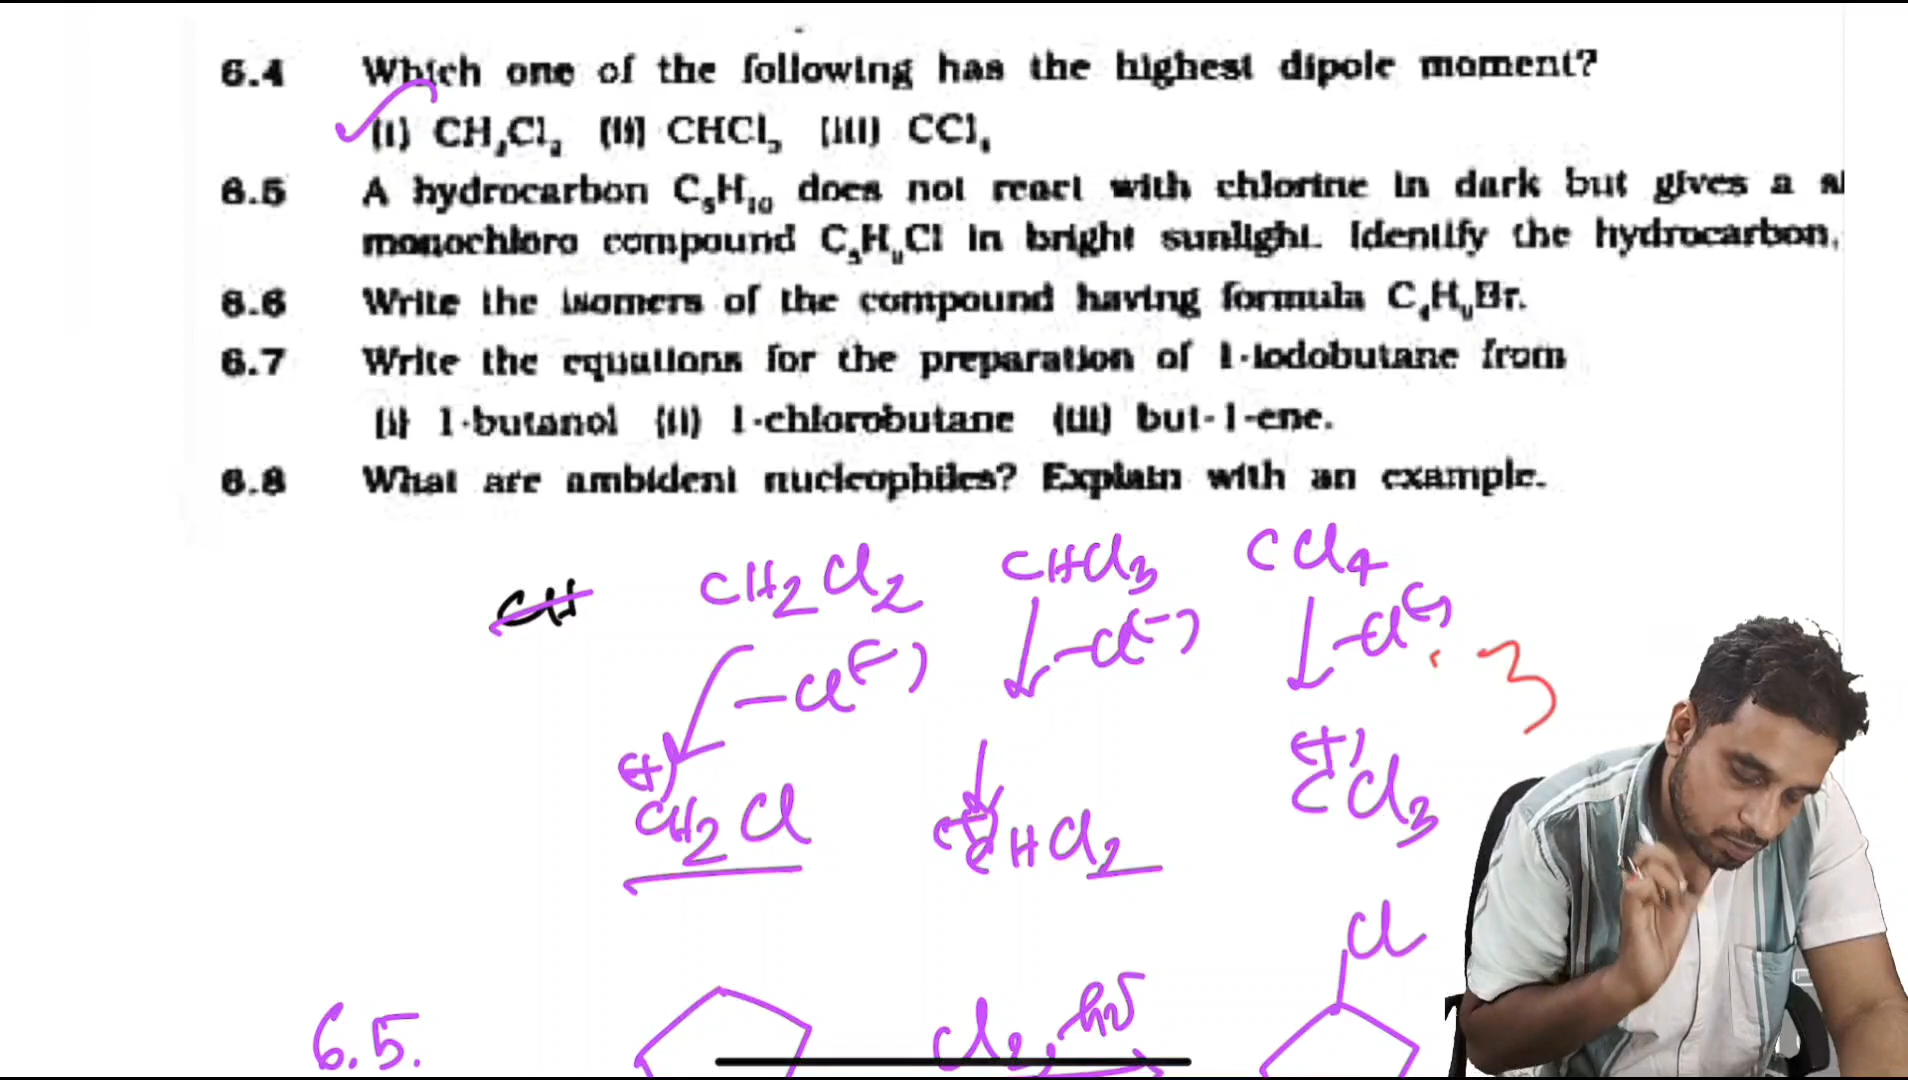 6.4 Which one of the following has the highest dipole moment?
(i) CH₂Cl₂ (ii) CHCl₃ (iii) CCl₄
6.5 A hydrocarbon C₅H₁₀ does not react with chlorine in dark but gives a
monochloro compound C₅H₉Cl in bright sunlight. Identify the hydrocarbon.
6.6 Write the isomers of the compound having formula C₄H₉Br.
6.7 Write the equations for the preparation of 1-iodobutane from
(i) 1-butanol (ii) 1-chlorobutane (iii) but-1-ene.
6.8 What are ambident nucleophiles? Explain with an example.
CH CH₂Cl₂ CHCl₃ CCl₄
-Cl(-) -Cl(-) -Cl(-)
3
(+) (+) (+)
CH₂Cl CHCl₂ CCl₃
Cl
6.5. Cl₂, hν